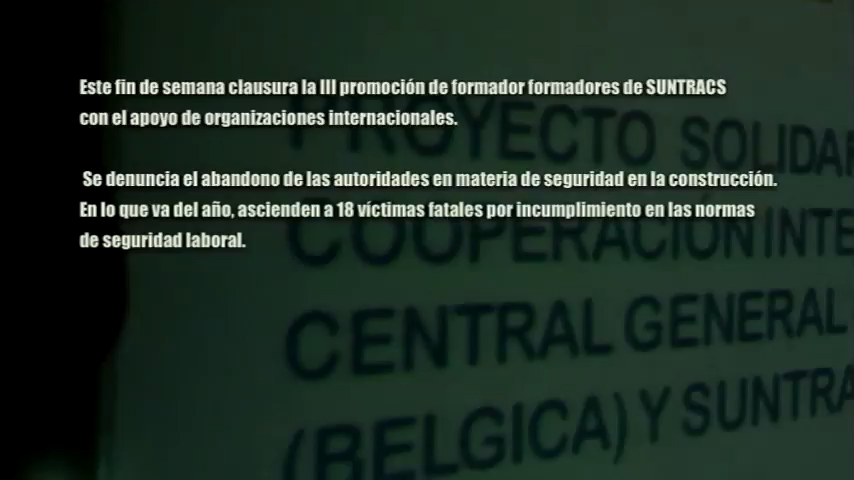 Este fin de semana clausura la III promoción de formador formadores de SUNTRACS
con el apoyo de organizaciones internacionales.
Se denuncia el abandono de las autoridades en materia de seguridad en la construcción.
En lo que va del año, ascienden a 18 víctimas fatales por incumplimiento en las normas
de seguridad laboral.
PROYECTO SOLIDAR
COOPERACIÓN INTE
CENTRAL GENERAL
(BELGICA) Y SUNTRA